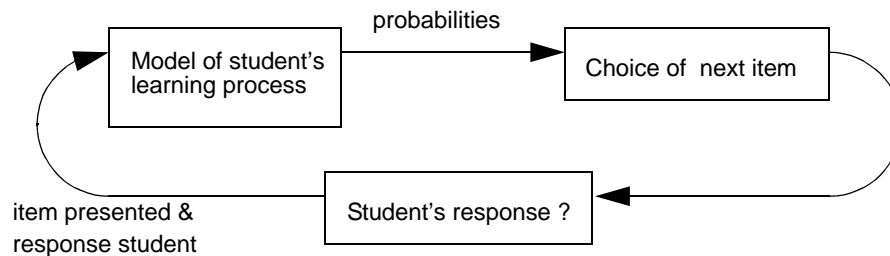 probabilities
Model of student's
learning process
Choice of next item
Student's response ?
item presented &
response student